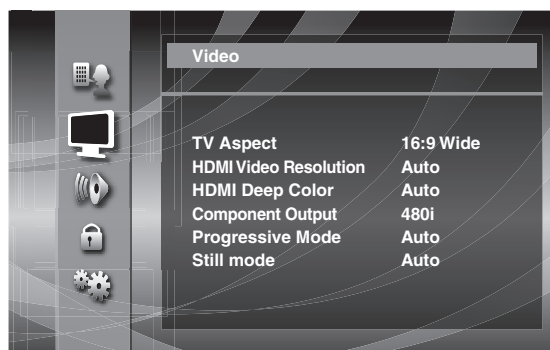 Video
TV Aspect 16:9 Wide
HDMI Video Resolution Auto
HDMI Deep Color Auto
Component Output 480i
Progressive Mode Auto
Still mode Auto